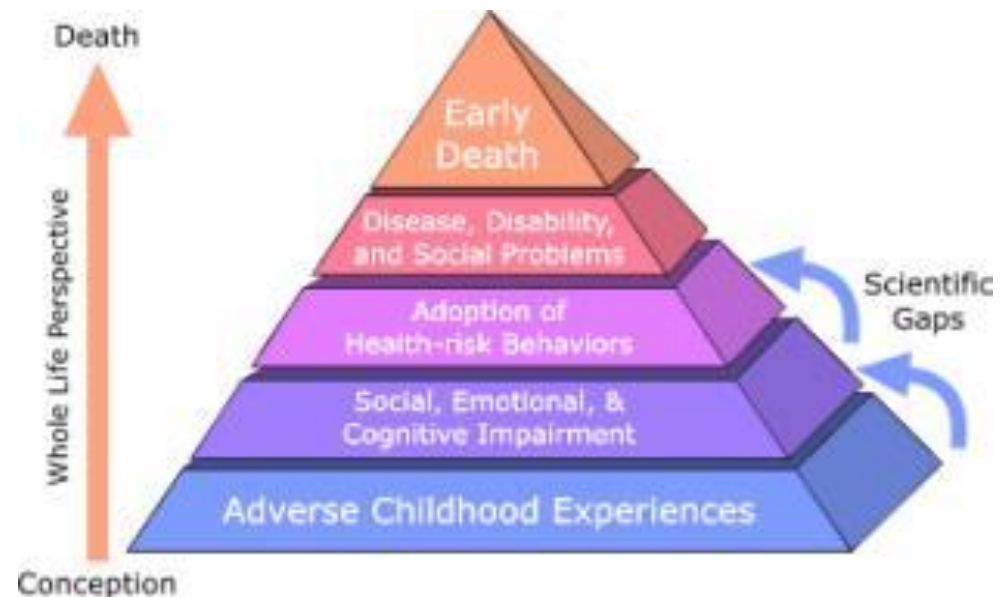 Death
Whole Life Perspective
Conception
Early
Death
Disease, Disability,
and Social Problems
Adoption of
Health-risk Behaviors
Social, Emotional, &
Cognitive Impairment
Adverse Childhood Experiences
Scientific
Gaps